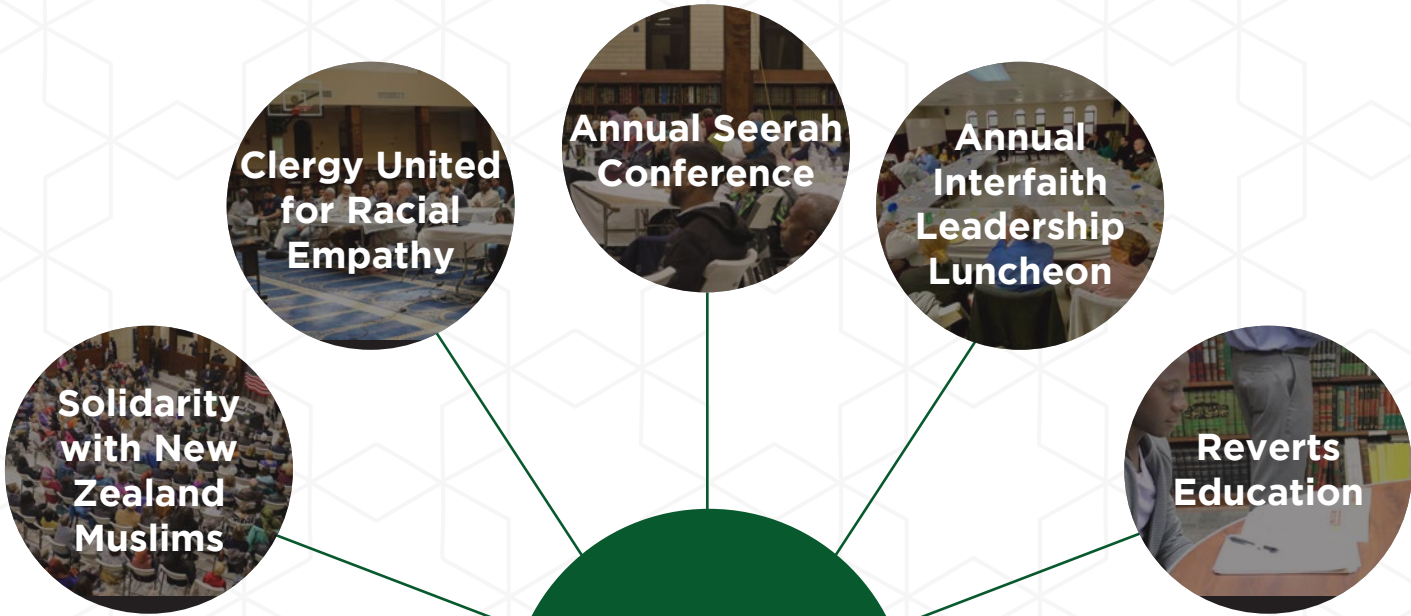 Solidarity
with New
Zealand
Muslims
Clergy United
for Racial
Empathy
Annual Seerah
Conference
Annual
Interfaith
Leadership
Luncheon
Reverts
Education